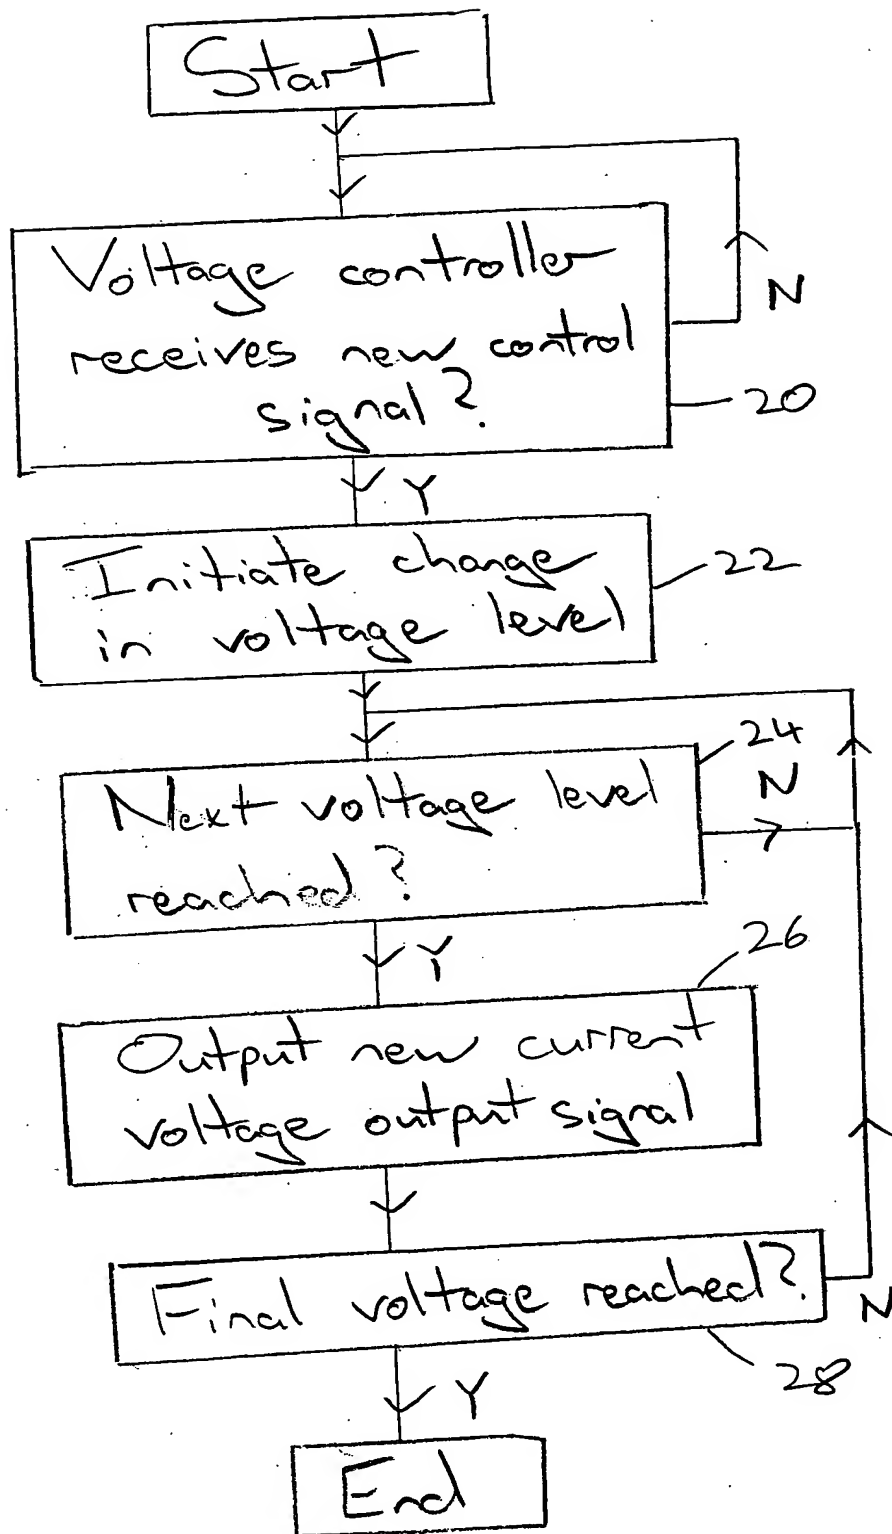 Start
Voltage controller
receives new control
signal?
N
20
Y
Initiate change
in voltage level
22
24
Next voltage level
reached?
N
Y
26
Output new current
voltage output signal
Final voltage reached?
N
28
Y
End